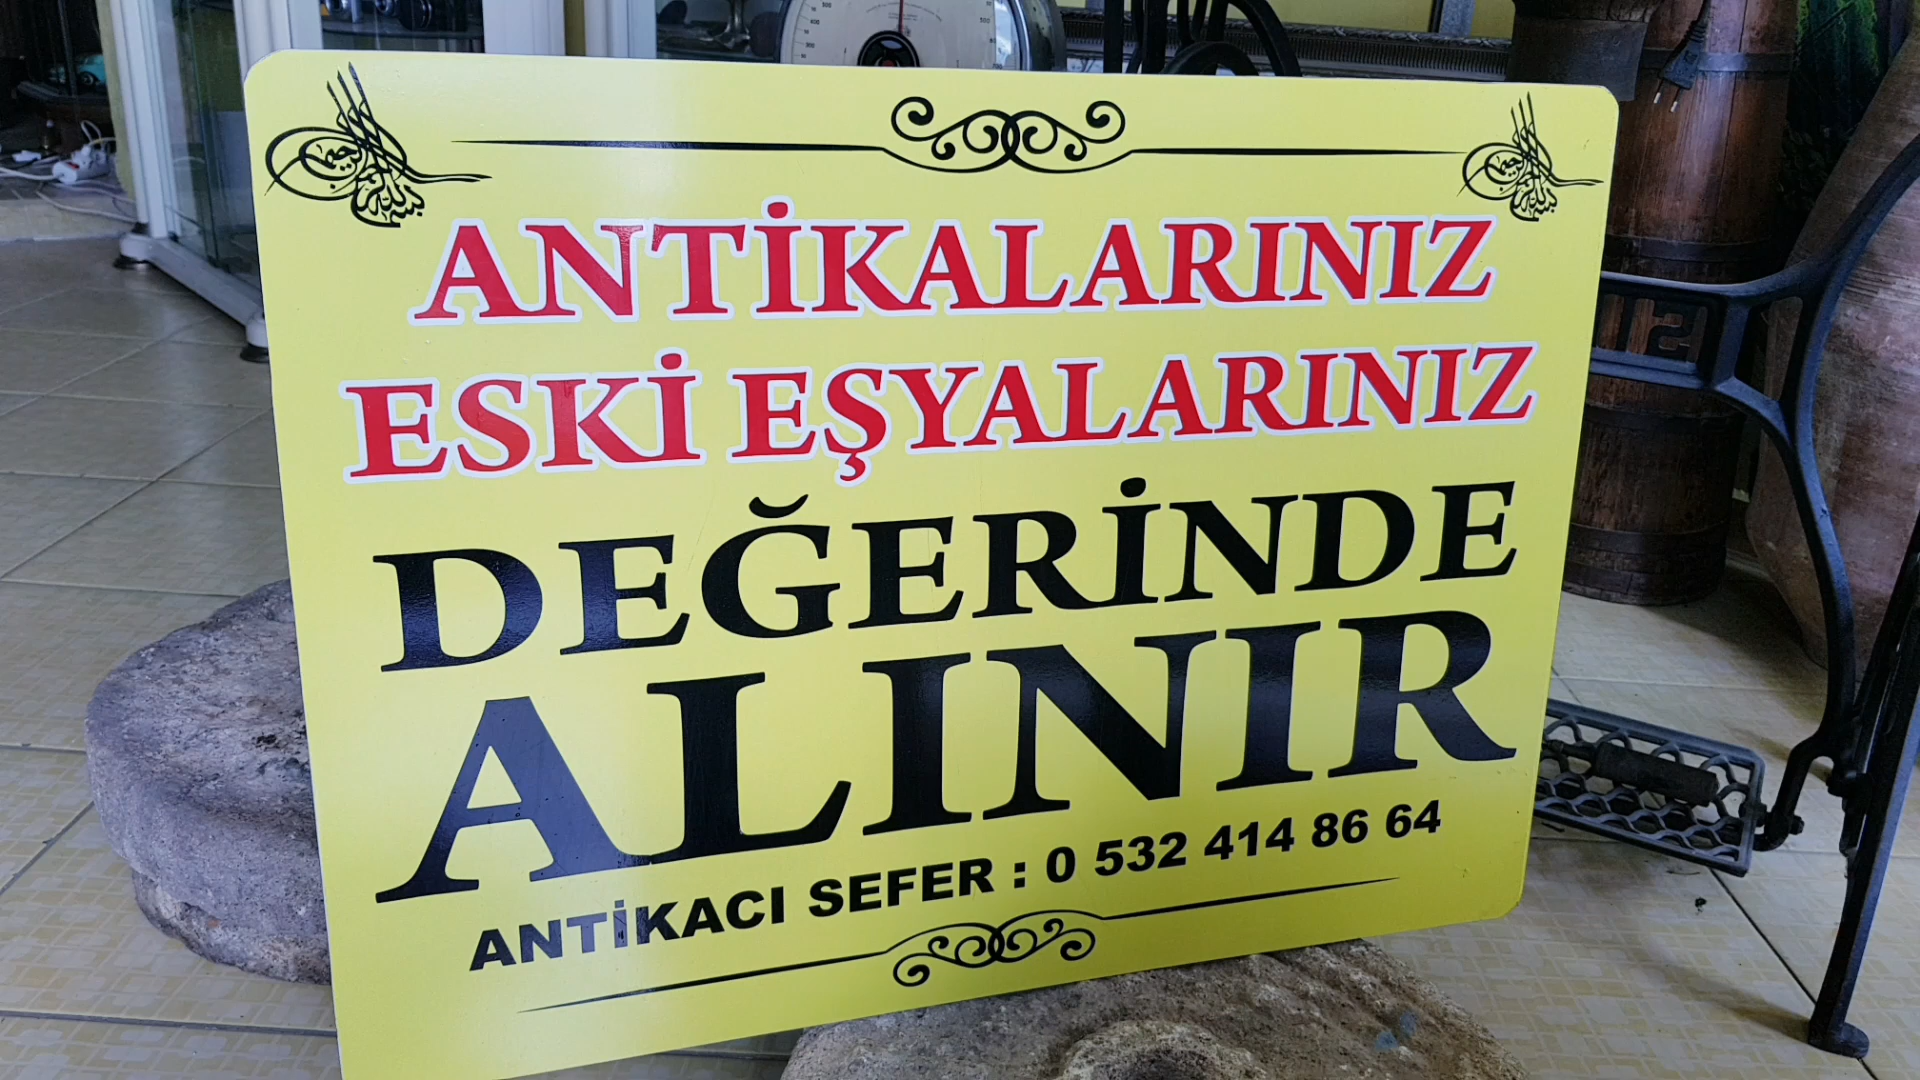 ANTİKALARINIZ
ESKİ EŞYALARINIZ
DEĞERİNDE
ALINIR
ANTİKACI SEFER : 0 532 414 86 64